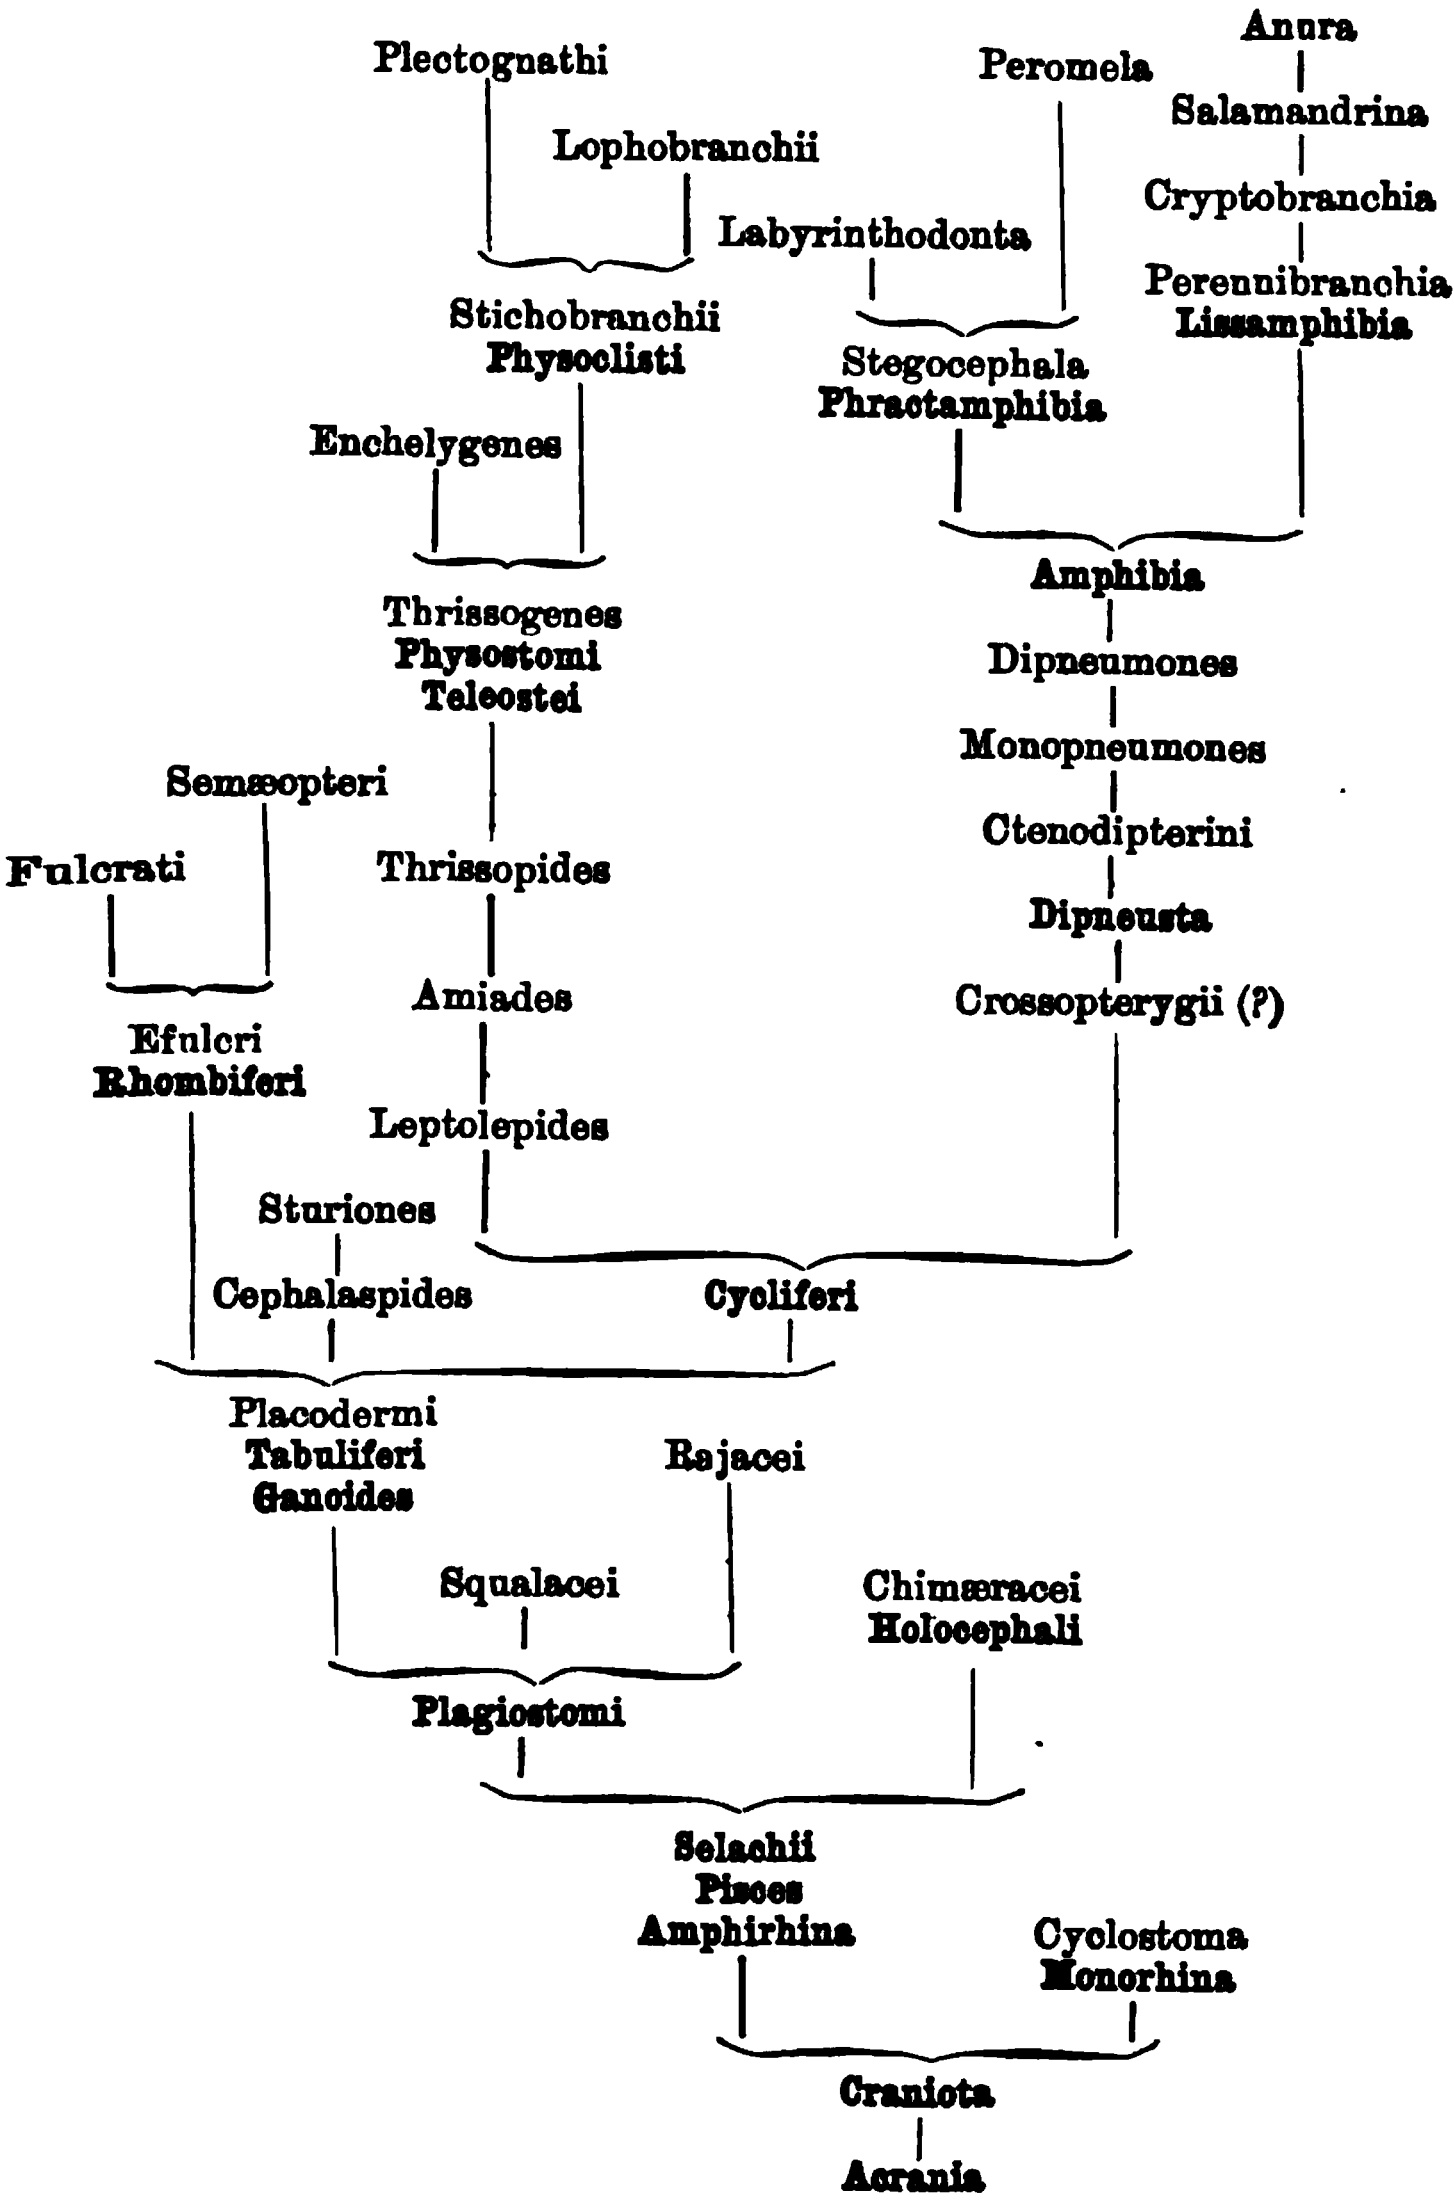 Anura
Plectognathi
Peromela
Salamandrina
Lophobranchii
Cryptobranchia
Labyrinthodonta
Perennibranchia
Lissamphibia
Stichobranchii
Physoclisti
Stegocephala
Phractamphibia
Enchelygenes
Amphibia
Thrissogenes
Physostomi
Teleostei
Dipneumones
Monopneumones
Semæopteri
Ctenodipterini
Fulcrati
Thrissopides
Dipneusta
Amiades
Crossopterygii (?)
Efulcri
Rhombiferi
Leptolepides
Sturiones
Cephalaspides
Cycliferi
Placodermi
Tabuliferi
Ganoides
Rajacei
Squalacei
Chimæracei
Holocephali
Plagiostomi
Selachii
Pisces
Amphirhina
Cyclostoma
Monorhina
Craniota
Acrania